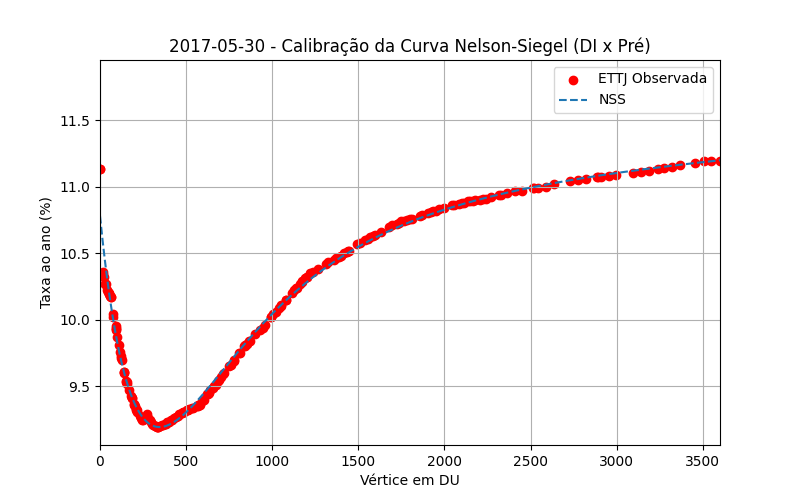 2017-05-30 - Calibração da Curva Nelson-Siegel (DI x Pré)
ETTJ Observada
NSS
Taxa ao ano (%)
11.5
11.0
10.5
10.0
9.5
0 500 1000 1500 2000 2500 3000 3500
Vértice em DU